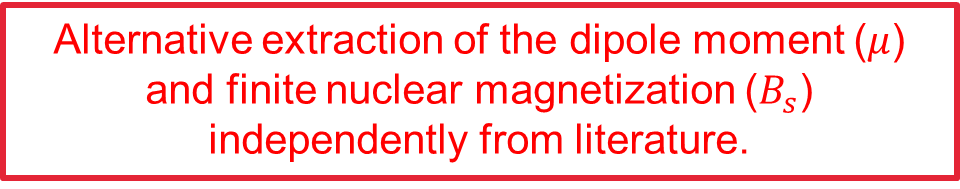 Alternative extraction of the dipole moment (𝜇)
and finite nuclear magnetization (𝐵ₛ)
independently from literature.